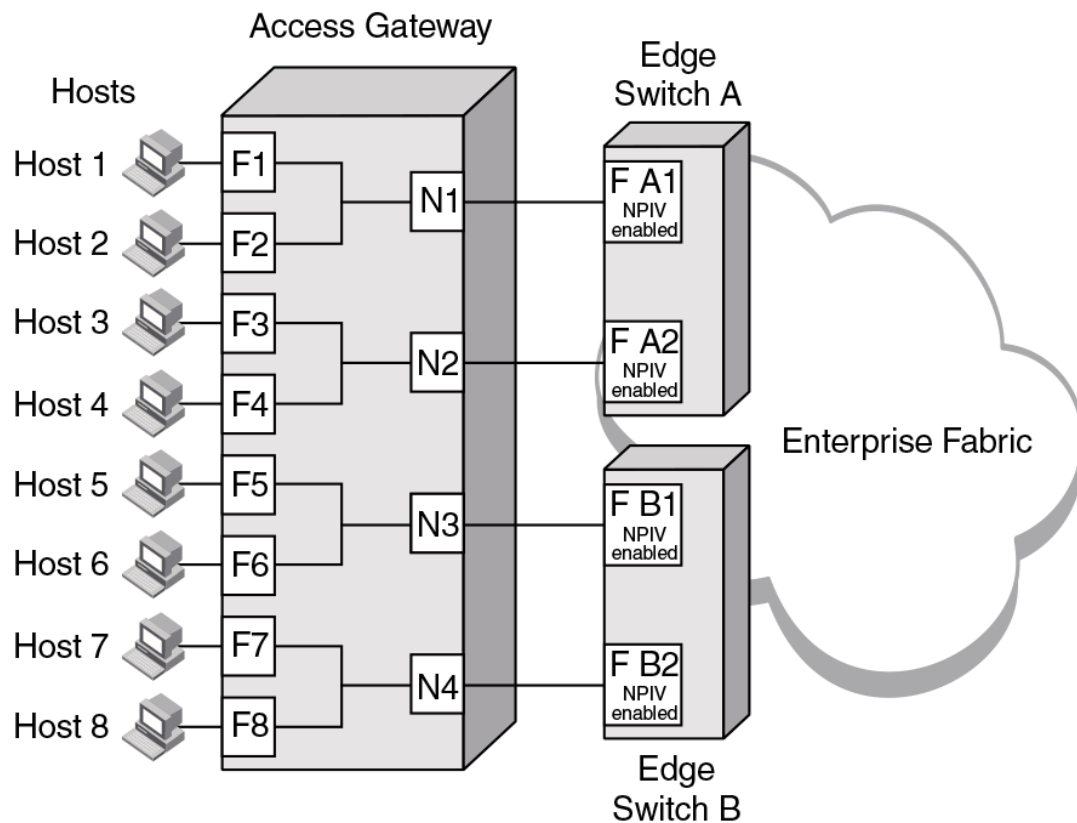 Access Gateway
Edge
Switch A
Hosts
Host 1
F1
N1
F A1
NPIV
enabled
Host 2
F2
Host 3
F3
N2
F A2
NPIV
enabled
Host 4
F4
Enterprise Fabric
Host 5
F5
N3
F B1
NPIV
enabled
Host 6
F6
Host 7
F7
N4
F B2
NPIV
enabled
Host 8
F8
Edge
Switch B